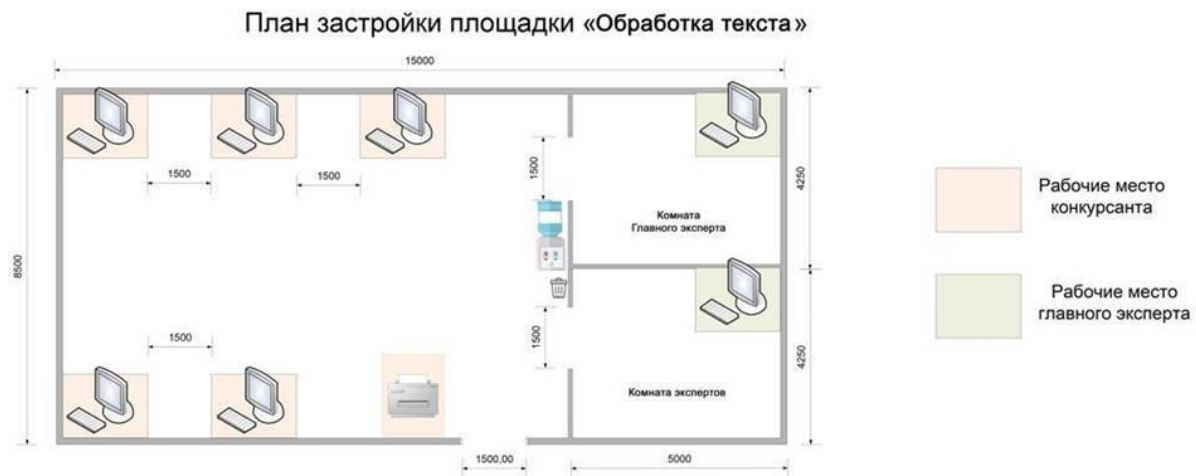 План застройки площадки «Обработка текста»
15000
1500
1500
1500
4250
Рабочие место
конкурсанта
Комната
Главного эксперта
8500
Рабочие место
главного эксперта
1500
1500
4250
Комната экспертов
1500,00
5000